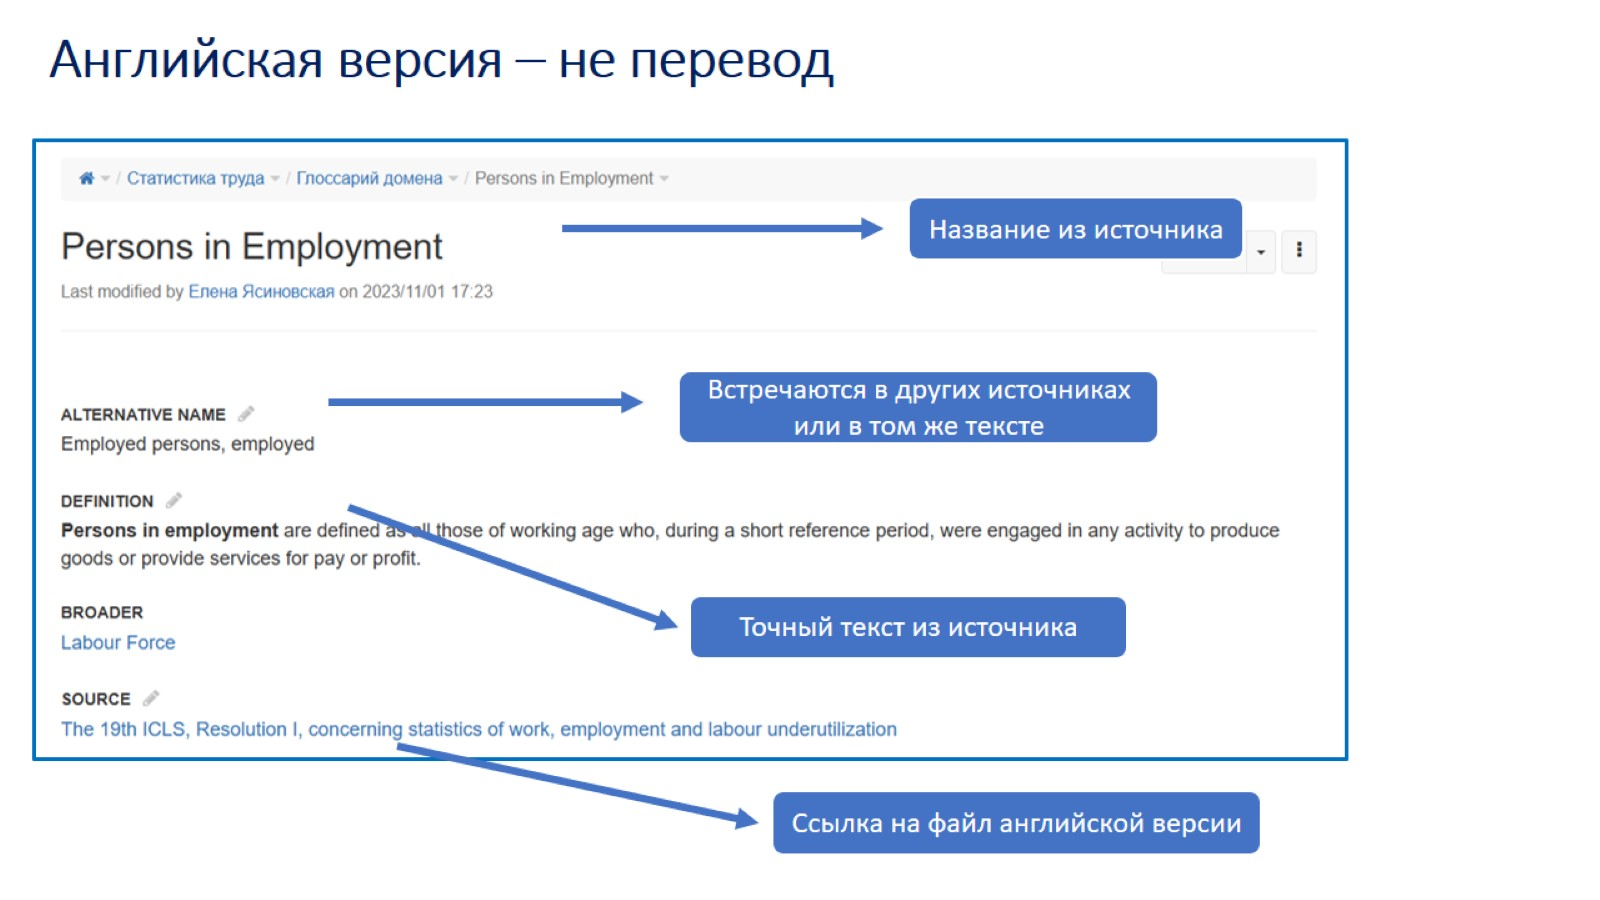 Английская версия – не перевод
/ Статистика труда / Глоссарий домена / Persons in Employment
Название из источника
Persons in Employment
Last modified by Елена Ясиновская on 2023/11/01 17:23
Встречаются в других источниках
или в том же тексте
ALTERNATIVE NAME
Employed persons, employed
DEFINITION
Persons in employment are defined as all those of working age who, during a short reference period, were engaged in any activity to produce
goods or provide services for pay or profit.
BROADER
Labour Force
Точный текст из источника
SOURCE
The 19th ICLS, Resolution I, concerning statistics of work, employment and labour underutilization
Ссылка на файл английской версии